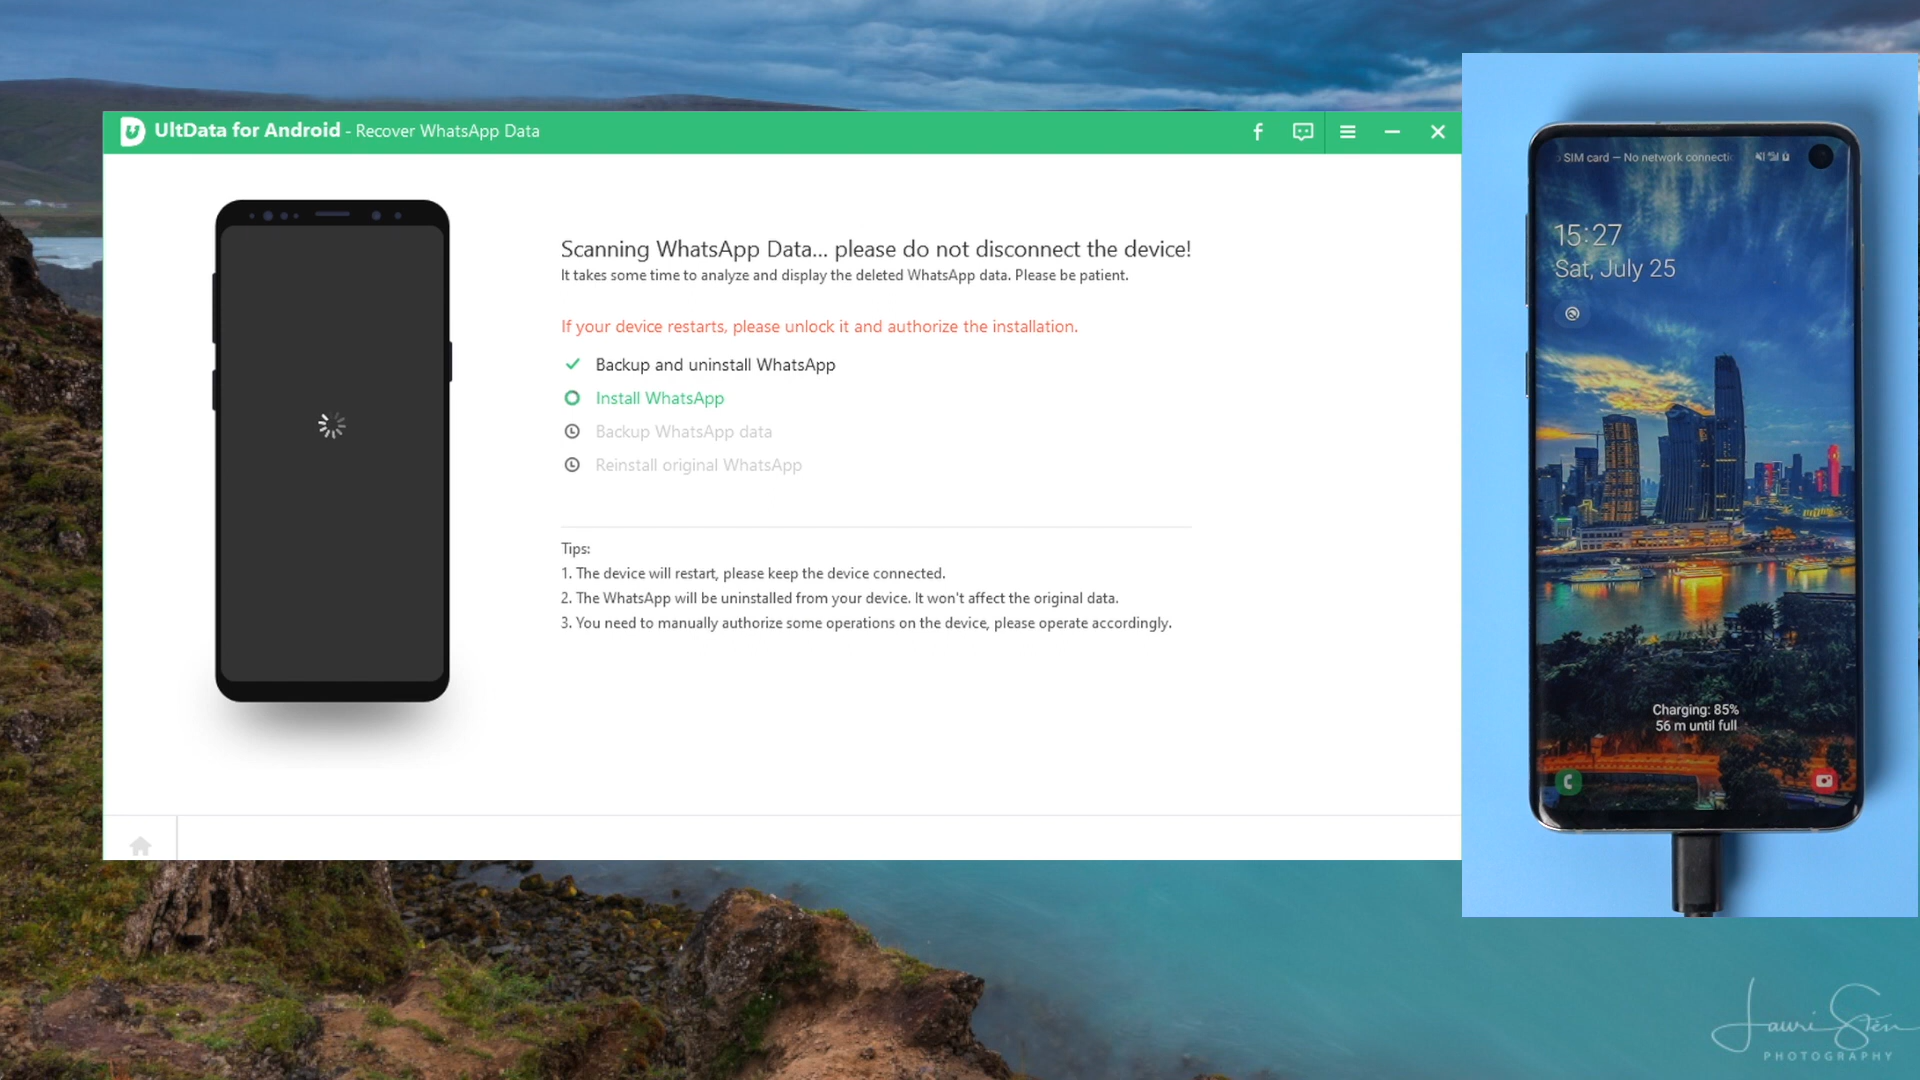 UltData for Android - Recover WhatsApp Data
Scanning WhatsApp Data... please do not disconnect the device!
It takes some time to analyze and display the deleted WhatsApp data. Please be patient.
If your device restarts, please unlock it and authorize the installation.
Backup and uninstall WhatsApp
Install WhatsApp
Backup WhatsApp data
Reinstall original WhatsApp
Tips:
1. The device will restart, please keep the device connected.
2. The WhatsApp will be uninstalled from your device. It won't affect the original data.
3. You need to manually authorize some operations on the device, please operate accordingly.
SIM card — No network connecti
15:27
Sat, July 25
Charging: 85%
56 m until full
Lauri Stén
PHOTOGRAPHY